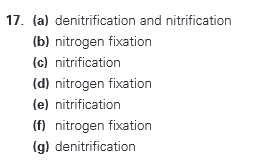 17. (a) denitrification and nitrification
(b) nitrogen fixation
(c) nitrification
(d) nitrogen fixation
(e) nitrification
(f) nitrogen fixation
(g) denitrification